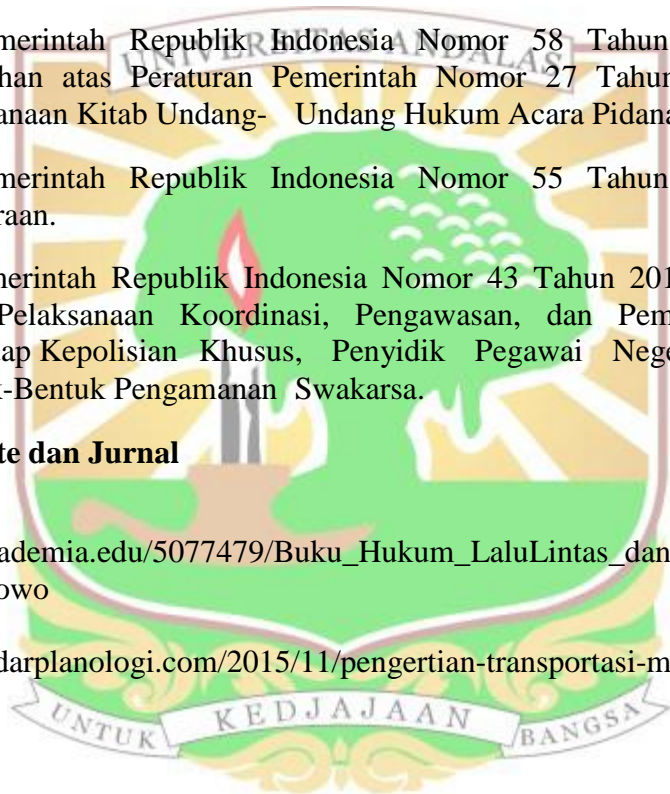 UNIVERSITAS ANDALAS
merintah Republik Indonesia Nomor 58 Tahun
han atas Peraturan Pemerintah Nomor 27 Tahun
anaan Kitab Undang- Undang Hukum Acara Pidana
merintah Republik Indonesia Nomor 55 Tahun
raan.
merintah Republik Indonesia Nomor 43 Tahun 201
Pelaksanaan Koordinasi, Pengawasan, dan Pem
dap Kepolisian Khusus, Penyidik Pegawai Nege
k-Bentuk Pengamanan Swakarsa.
te dan Jurnal
ademia.edu/5077479/Buku_Hukum_LaluLintas_dan
owo
darplanologi.com/2015/11/pengertian-transportasi-m
UNTUK KEDJAJAAN BANGSA